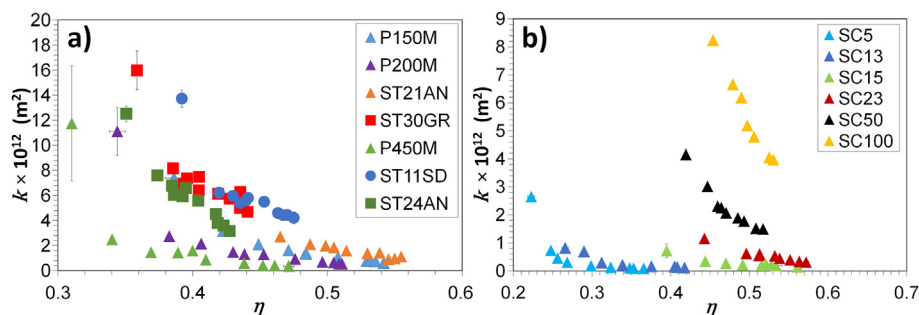 a)
k × 10¹² (m²)
20
18
16
14
12
10
8
6
4
2
0
0.3
0.4
0.5
0.6
η
P150M
P200M
ST21AN
ST30GR
P450M
ST11SD
ST24AN
b)
k × 10¹² (m²)
9
8
7
6
5
4
3
2
1
0
0.2
0.3
0.4
0.5
0.6
0.7
η
SC5
SC13
SC15
SC23
SC50
SC100